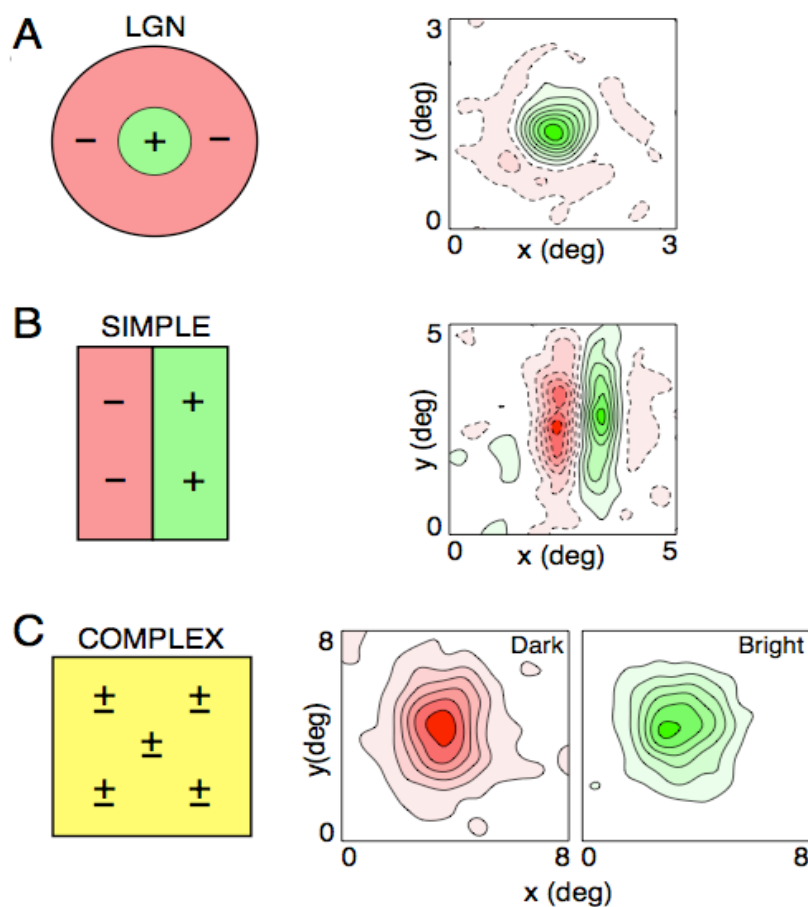 A
LGN
− + −
3
y (deg)
0
0 3
x (deg)
B
SIMPLE
− +
− +
5
y (deg)
0
0 5
x (deg)
C
COMPLEX
± ±
±
± ±
8
Dark
Bright
y(deg)
0
0 8
0 8
x (deg)